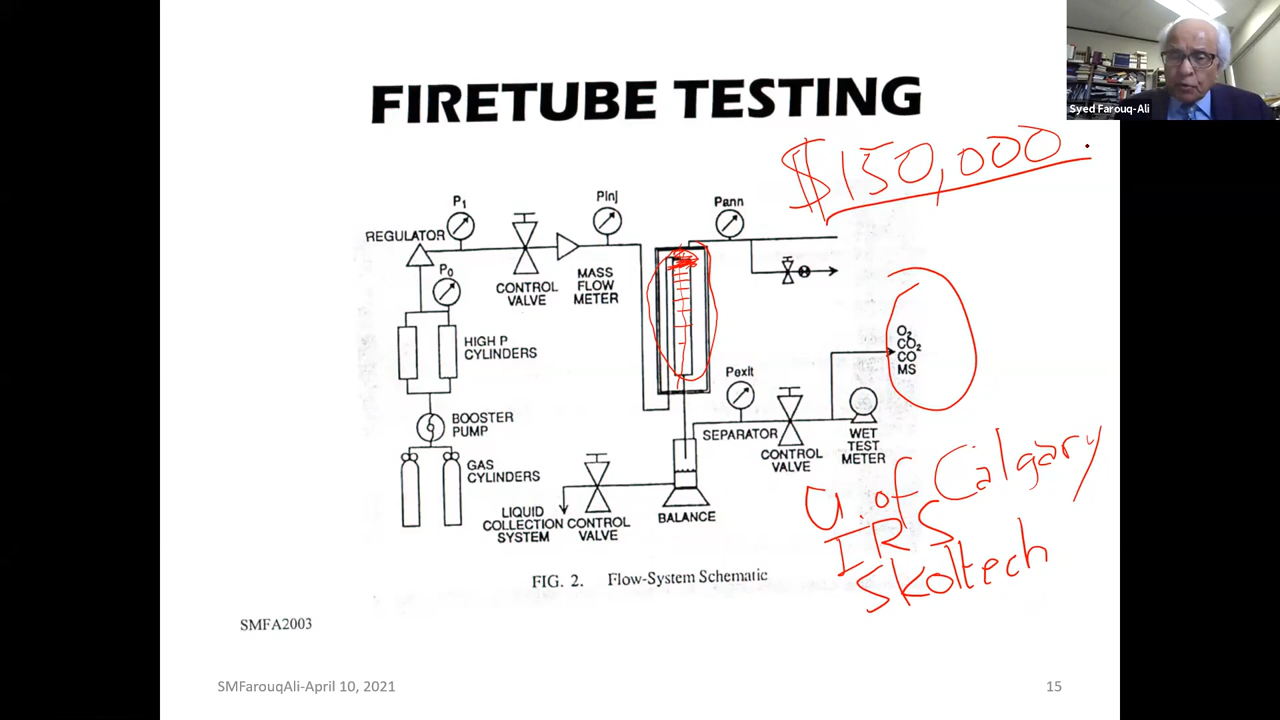 Syed Farouq-Ali
FIRETUBE TESTING
$150,000
P1
PInj
Pann
REGULATOR
P0
CONTROL
VALVE
MASS
FLOW
METER
HIGH P
CYLINDERS
O2
CO2
CO
MS
BOOSTER
PUMP
Pexit
SEPARATOR
CONTROL
VALVE
WET
TEST
METER
GAS
CYLINDERS
LIQUID
COLLECTION
SYSTEM
CONTROL
VALVE
BALANCE
U. of Calgary
IRS
Skoltech
FIG. 2. Flow-System Schematic
SMFA2003
SMFarouqAli-April 10, 2021
15